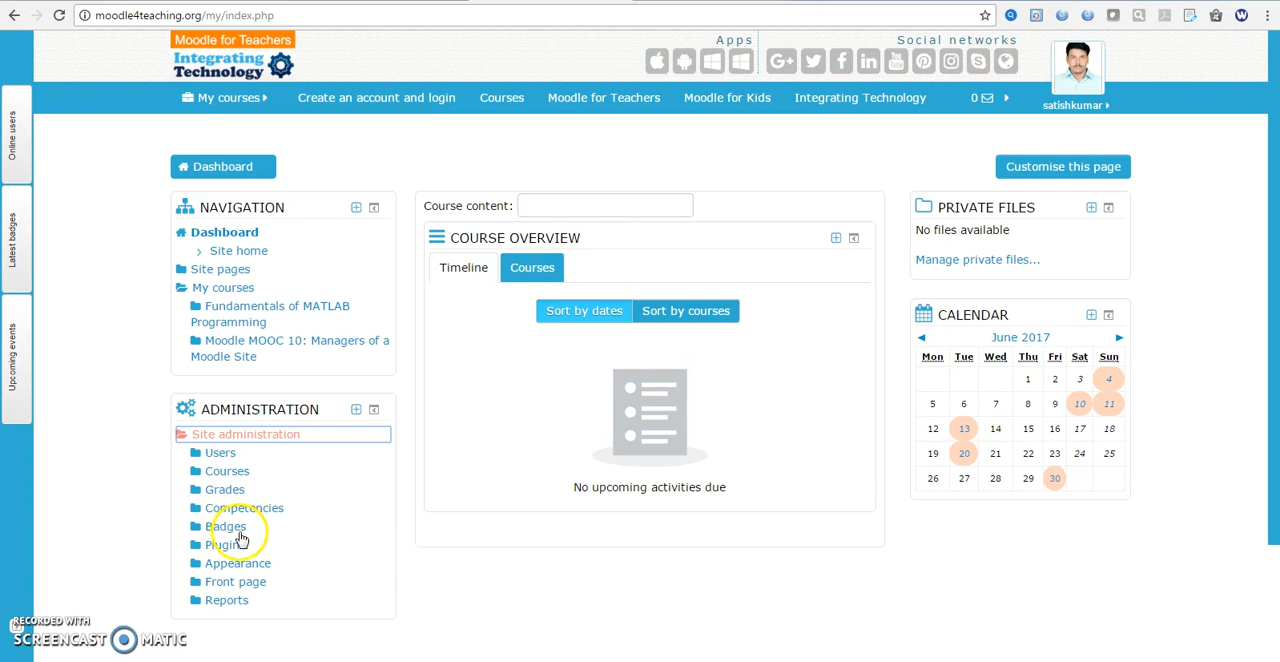 moodle4teaching.org/my/index.php
Moodle for Teachers
Integrating
Technology
Apps
Social networks
My courses
Create an account and login
Courses
Moodle for Teachers
Moodle for Kids
Integrating Technology
0
satishkumar
Online users
Latest badges
Upcoming events
Dashboard
Customise this page
NAVIGATION
Dashboard
Site home
Site pages
My courses
Fundamentals of MATLAB
Programming
Moodle MOOC 10: Managers of a
Moodle Site
ADMINISTRATION
Site administration
Users
Courses
Grades
Competencies
Badges
Plugin
Appearance
Front page
Reports
Course content:
COURSE OVERVIEW
Timeline
Courses
Sort by dates
Sort by courses
No upcoming activities due
PRIVATE FILES
No files available
Manage private files...
CALENDAR
June 2017
Mon Tue Wed Thu Fri Sat Sun
1 2 3 4
5 6 7 8 9 10 11
12 13 14 15 16 17 18
19 20 21 22 23 24 25
26 27 28 29 30
RECORDED WITH
SCREENCAST MATIC